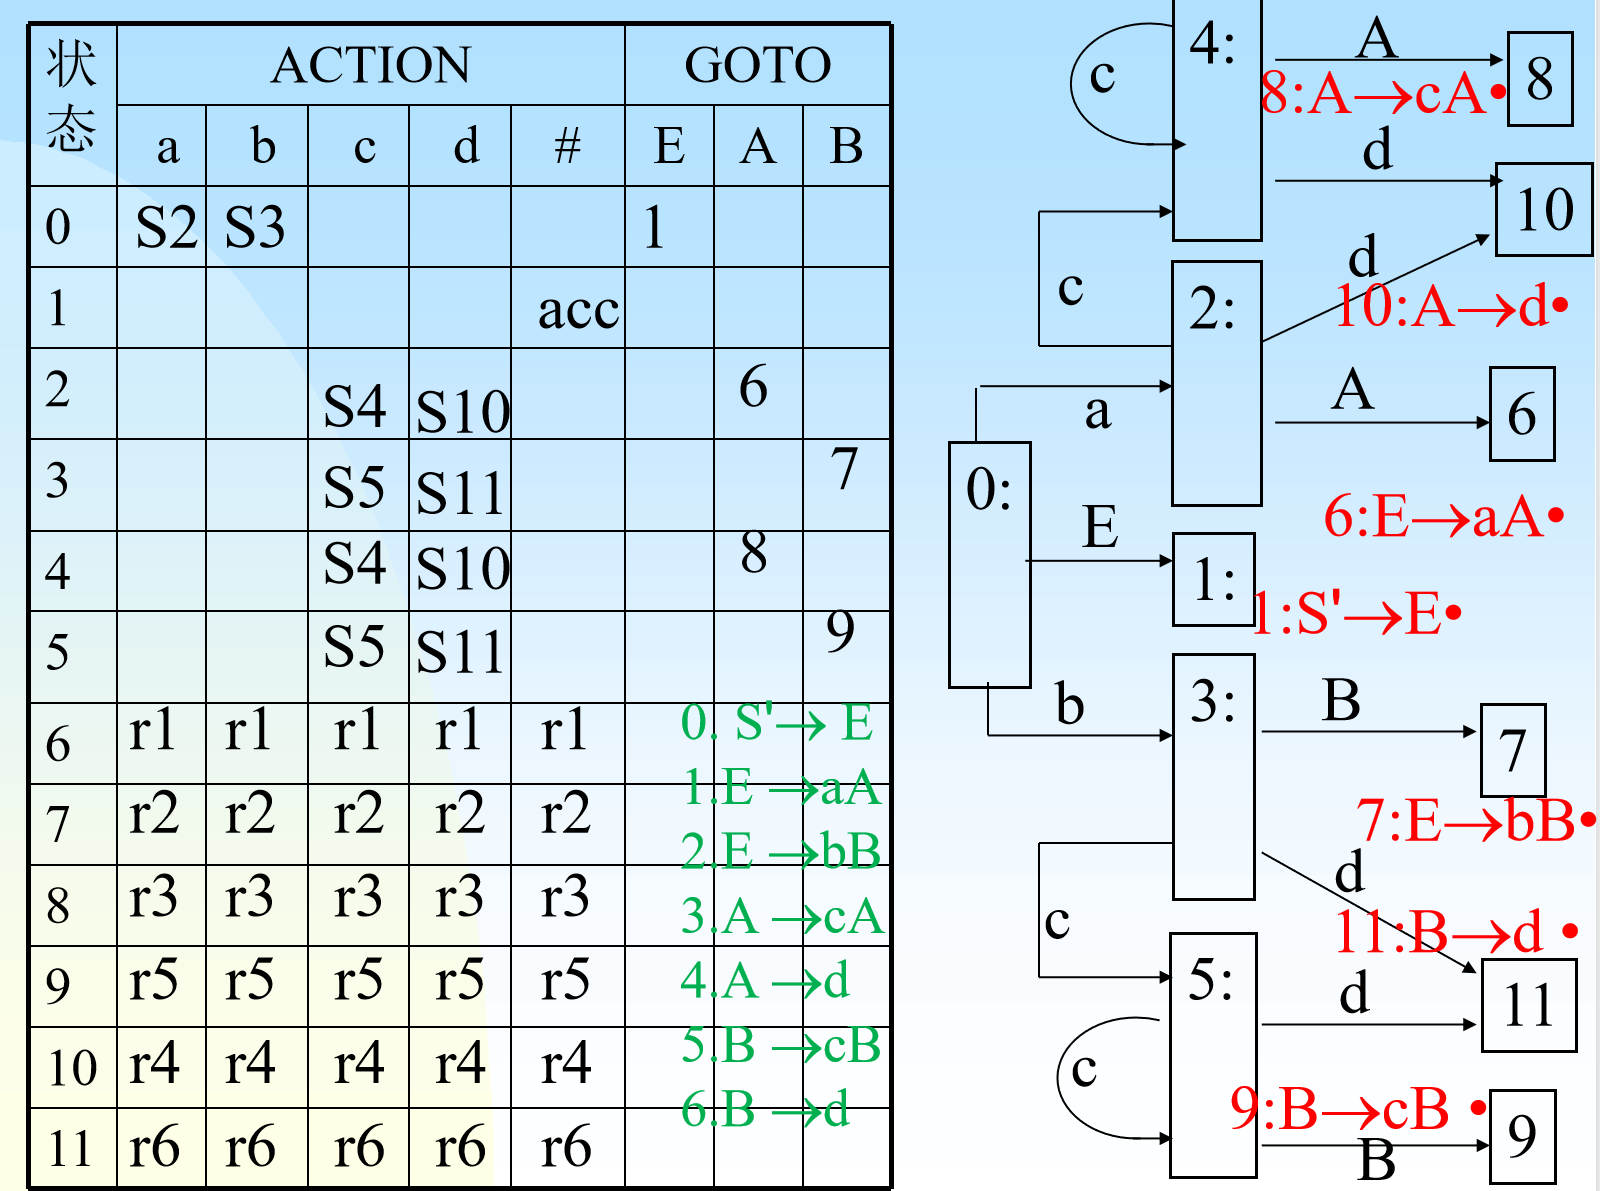 状态 ACTION GOTO
a b c d # E A B
0 S2 S3 1
1 acc
2 S4 S10 6
3 S5 S11 7
4 S4 S10 8
5 S5 S11 9
6 r1 r1 r1 r1 r1
7 r2 r2 r2 r2 r2
8 r3 r3 r3 r3 r3
9 r5 r5 r5 r5 r5
10 r4 r4 r4 r4 r4
11 r6 r6 r6 r6 r6
0. S'→ E
1.E →aA
2.E →bB
3.A →cA
4.A →d
5.B →cB
6.B →d
4:
c
A
8
8:A→cA•
d
10
c
2:
d
10:A→d•
a
A
6
0:
6:E→aA•
E
1:
1:S'→E•
b
3:
B
7
7:E→bB•
d
c
11:B→d •
5:
d
11
c
9:B→cB •
B
9